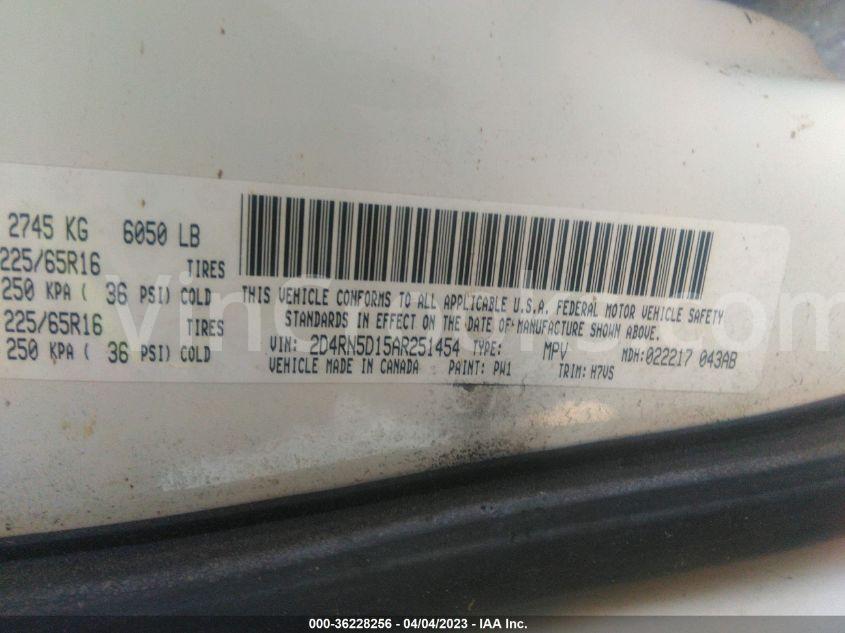 2745 KG 6050 LB
225/65R16 TIRES
250 KPA ( 36 PSI) COLD
225/65R16 TIRES
250 KPA ( 36 PSI) COLD
THIS VEHICLE CONFORMS TO ALL APPLICABLE U.S.A. FEDERAL MOTOR VEHICLE SAFETY
STANDARDS IN EFFECT ON THE DATE OF MANUFACTURE SHOWN ABOVE.
VIN: 2D4RN5D15AR251454 TYPE: MPV MDH:022217 043AB
VEHICLE MADE IN CANADA PAINT: PW1 TRIM: H7VS
000-36228256 - 04/04/2023 - IAA Inc.